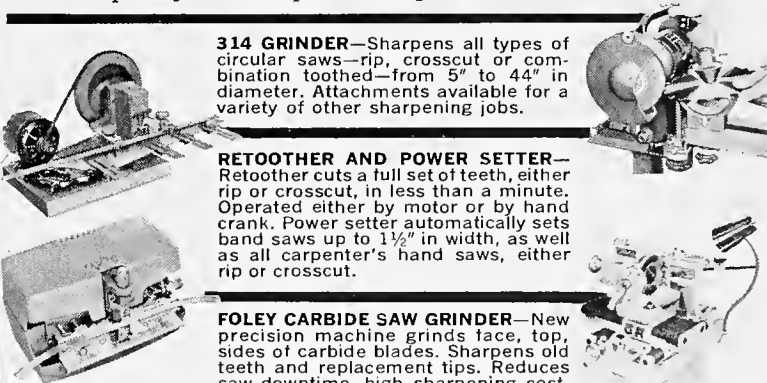 314 GRINDER—Sharpens all types of
circular saws—rip, crosscut or com-
bination toothed—from 5" to 44" in
diameter. Attachments available for a
variety of other sharpening jobs.
RETOOTHER AND POWER SETTER—
Retoother cuts a full set of teeth, either
rip or crosscut, in less than a minute.
Operated either by motor or by hand
crank. Power setter automatically sets
band saws up to 1½" in width, as well
as all carpenter's hand saws, either
rip or crosscut.
FOLEY CARBIDE SAW GRINDER—New
precision machine grinds face, top,
sides of carbide blades. Sharpens old
teeth and replacement tips. Reduces
saw downtime, high sharpening cost.